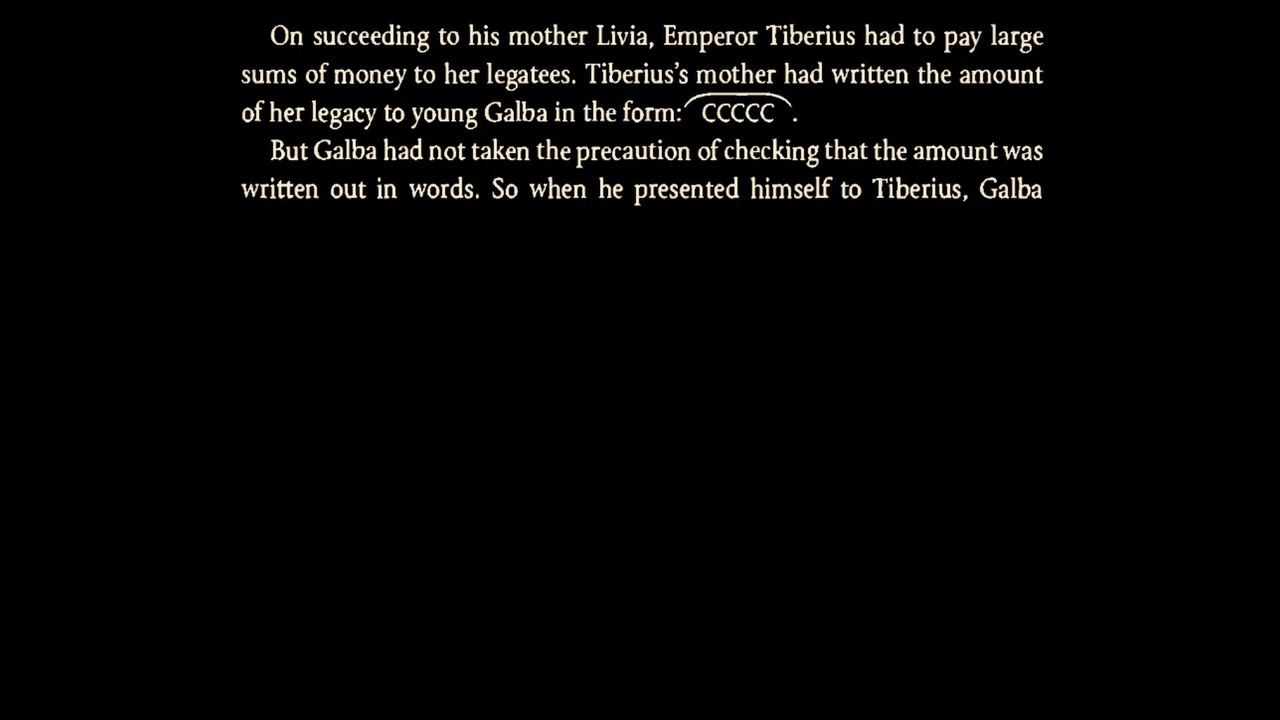 On succeeding to his mother Livia, Emperor Tiberius had to pay large
sums of money to her legatees. Tiberius's mother had written the amount
of her legacy to young Galba in the form: CCCCC .
But Galba had not taken the precaution of checking that the amount was
written out in words. So when he presented himself to Tiberius, Galba